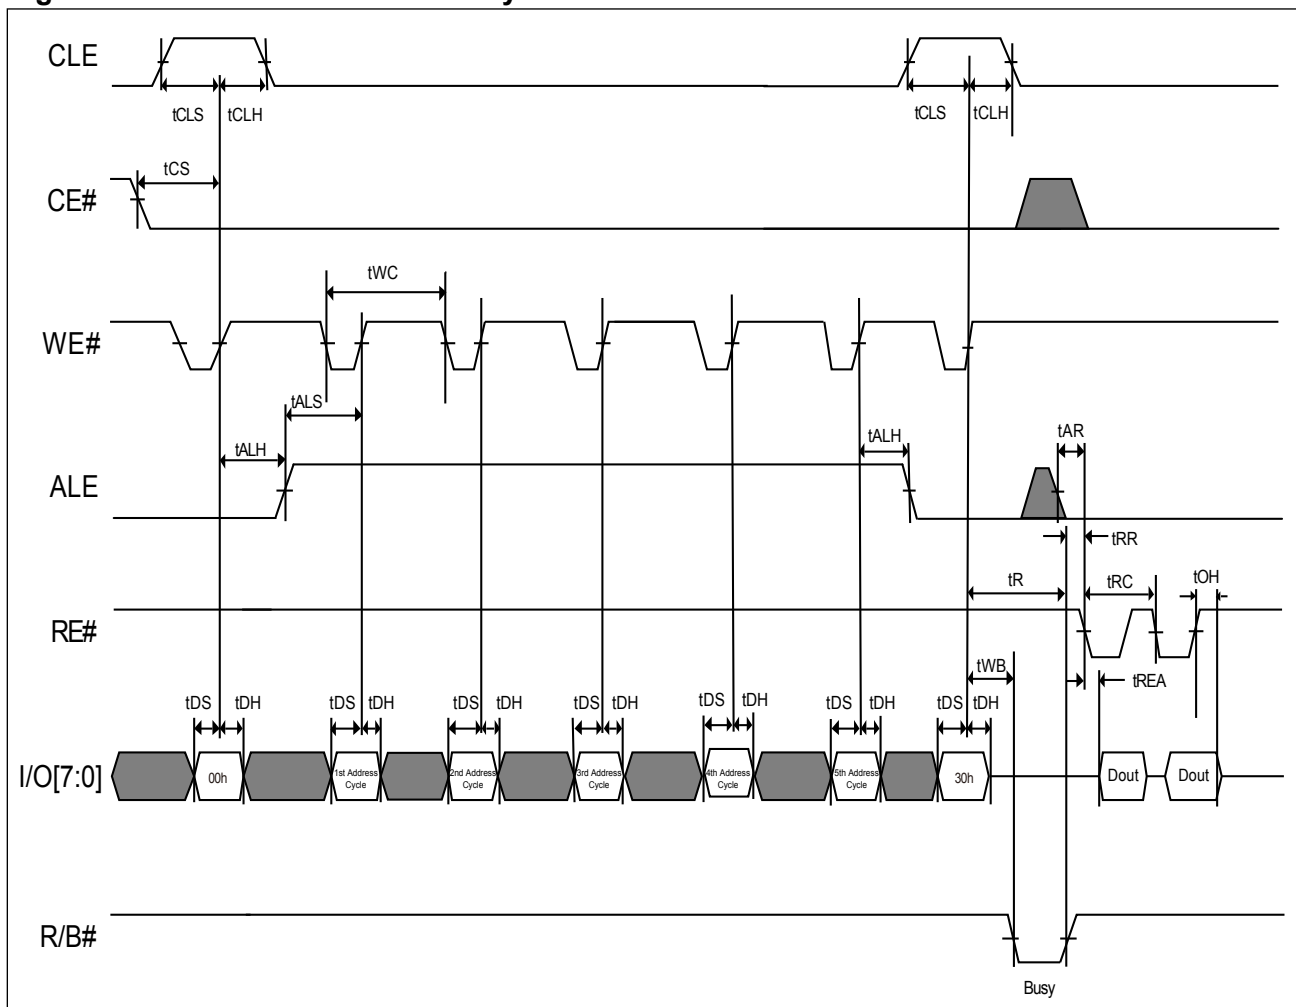 CLE
tCLS tCLH tCLS tCLH
tCS
CE#
tWC
WE#
tALS
tALH tALH tAR
ALE
tRR
tR tRC tOH
RE#
tWB tREA
tDS tDH tDS tDH tDS tDH tDS tDH tDS tDH tDS tDH tDS tDH
I/O[7:0] 00h 1st Address Cycle 2nd Address Cycle 3rd Address Cycle 4th Address Cycle 5th Address Cycle 30h Dout Dout
R/B#
Busy